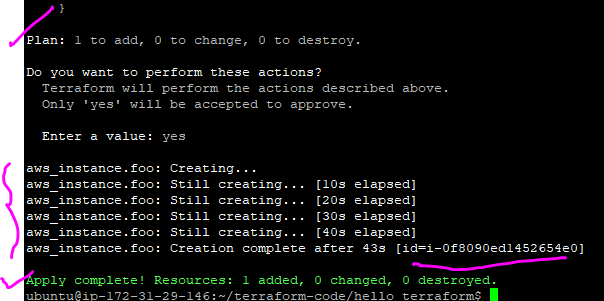 }
Plan: 1 to add, 0 to change, 0 to destroy.
Do you want to perform these actions?
Terraform will perform the actions described above.
Only 'yes' will be accepted to approve.
Enter a value: yes
aws_instance.foo: Creating...
aws_instance.foo: Still creating... [10s elapsed]
aws_instance.foo: Still creating... [20s elapsed]
aws_instance.foo: Still creating... [30s elapsed]
aws_instance.foo: Still creating... [40s elapsed]
aws_instance.foo: Creation complete after 43s [id=i-0f8090ed1452654e0]
Apply complete! Resources: 1 added, 0 changed, 0 destroyed.
ubuntu@ip-172-31-29-146:~/terraform-code/hello terraform$